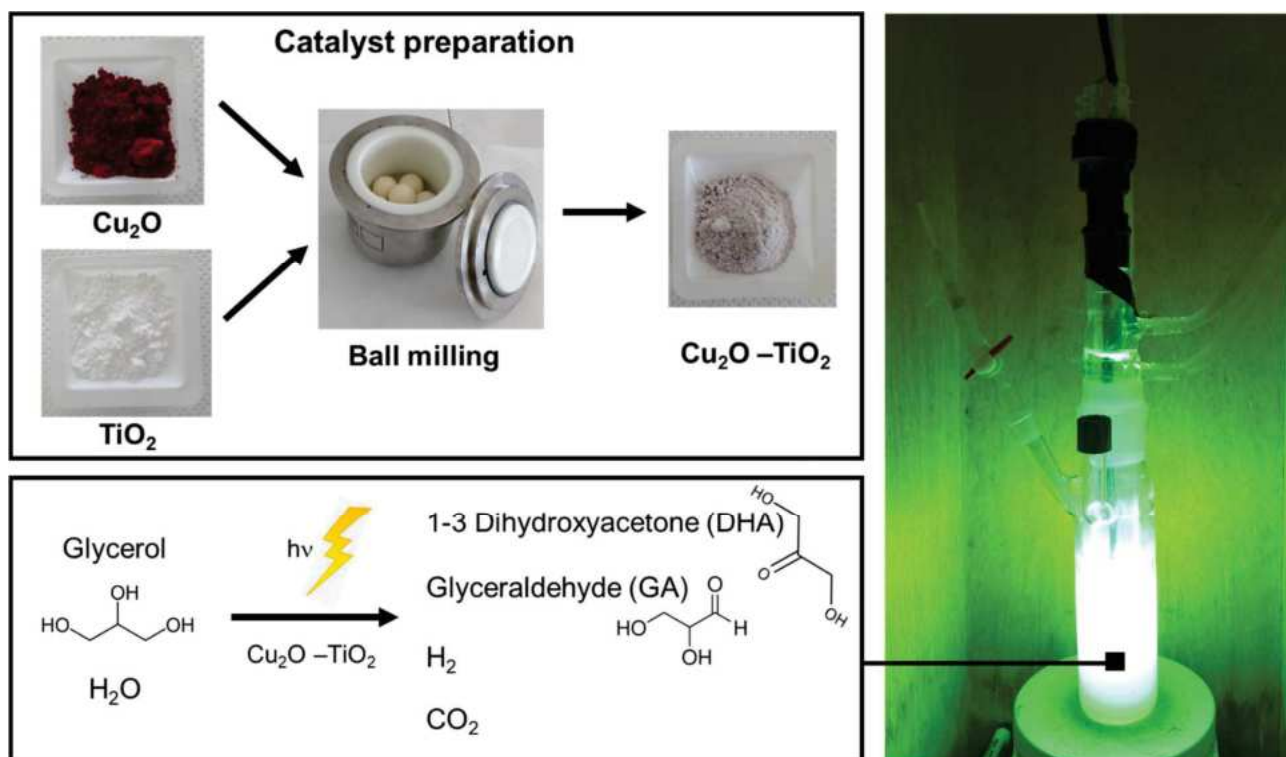 Catalyst preparation
Cu₂O
TiO₂
Ball milling
Cu₂O –TiO₂
Glycerol
OH
HO
OH
H₂O
hν
Cu₂O –TiO₂
1-3 Dihydroxyacetone (DHA)
HO
O
OH
Glyceraldehyde (GA)
O
HO
H
OH
H₂
CO₂